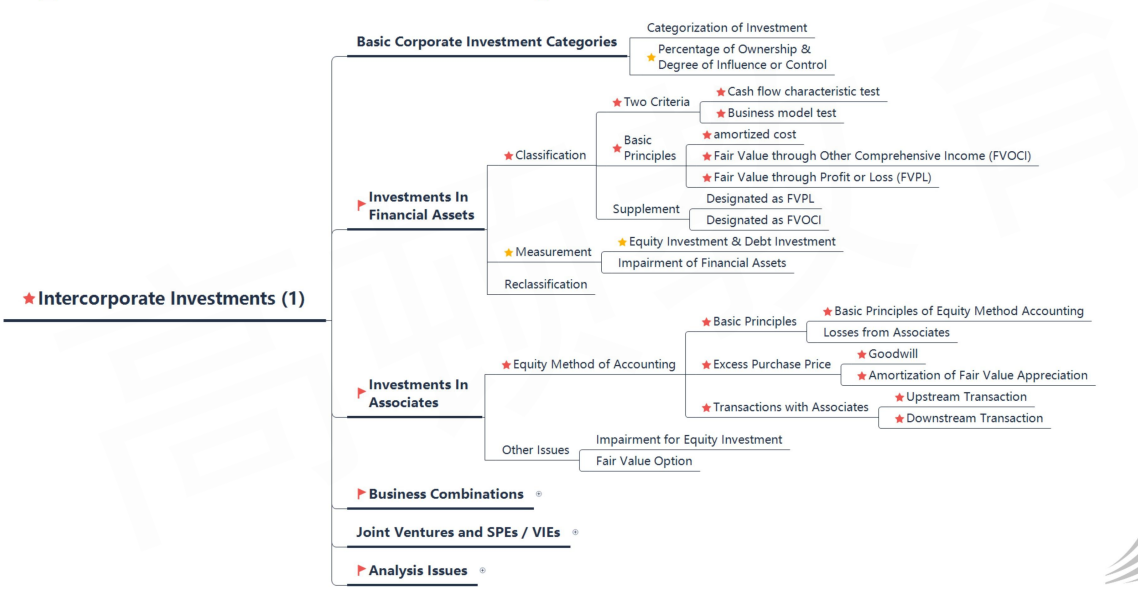 Intercorporate Investments (1)
Basic Corporate Investment Categories
Categorization of Investment
Percentage of Ownership &
Degree of Influence or Control
Investments In
Financial Assets
Classification
Two Criteria
Cash flow characteristic test
Business model test
Basic
Principles
amortized cost
Fair Value through Other Comprehensive Income (FVOCI)
Fair Value through Profit or Loss (FVPL)
Supplement
Designated as FVPL
Designated as FVOCI
Measurement
Equity Investment & Debt Investment
Impairment of Financial Assets
Reclassification
Investments In
Associates
Equity Method of Accounting
Basic Principles
Basic Principles of Equity Method Accounting
Losses from Associates
Excess Purchase Price
Goodwill
Amortization of Fair Value Appreciation
Transactions with Associates
Upstream Transaction
Downstream Transaction
Other Issues
Impairment for Equity Investment
Fair Value Option
Business Combinations
Joint Ventures and SPEs / VIEs
Analysis Issues
高顿教育